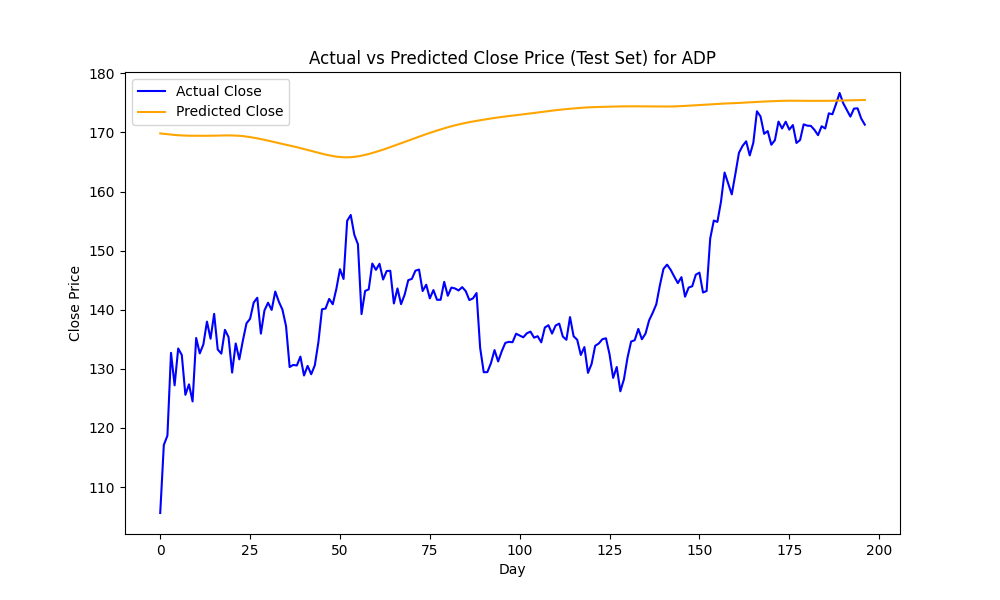 Actual vs Predicted Close Price (Test Set) for ADP
Actual Close
Predicted Close
180
170
160
150
140
130
120
110
Close Price
0 25 50 75 100 125 150 175 200
Day